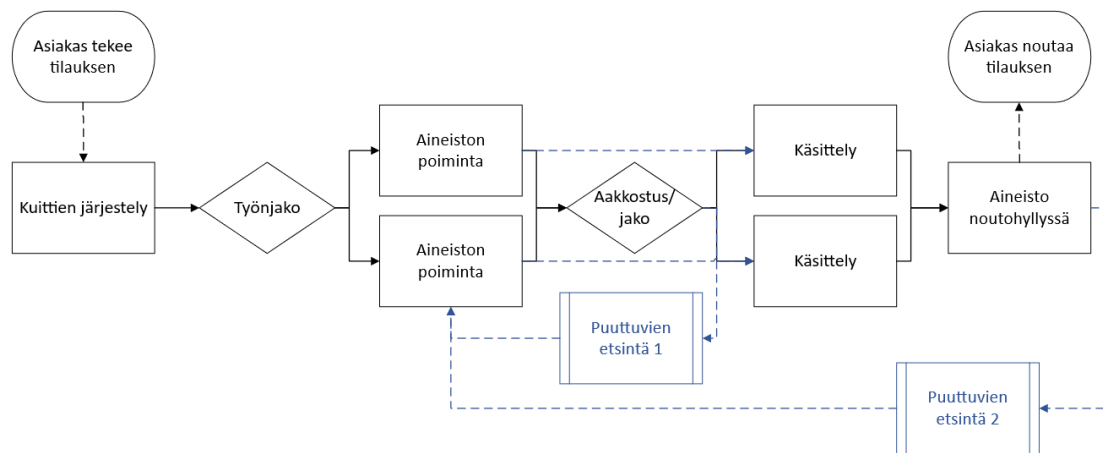 Asiakas tekee
tilauksen
Asiakas noutaa
tilauksen
Kuittien järjestely
Työnjako
Aineiston
poiminta
Aineiston
poiminta
Aakkostus/
jako
Käsittely
Käsittely
Aineisto
noutohyllyssä
Puuttuvien
etsintä 1
Puuttuvien
etsintä 2